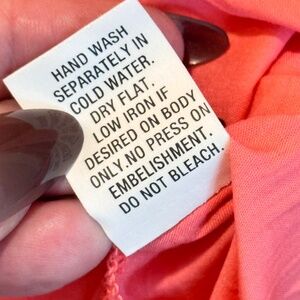 HAND WASH
SEPARATELY IN
COLD WATER.
DRY FLAT.
LOW IRON IF
DESIRED ON BODY
ONLY.NO PRESS ON
EMBELISHMENT.
DO NOT BLEACH.